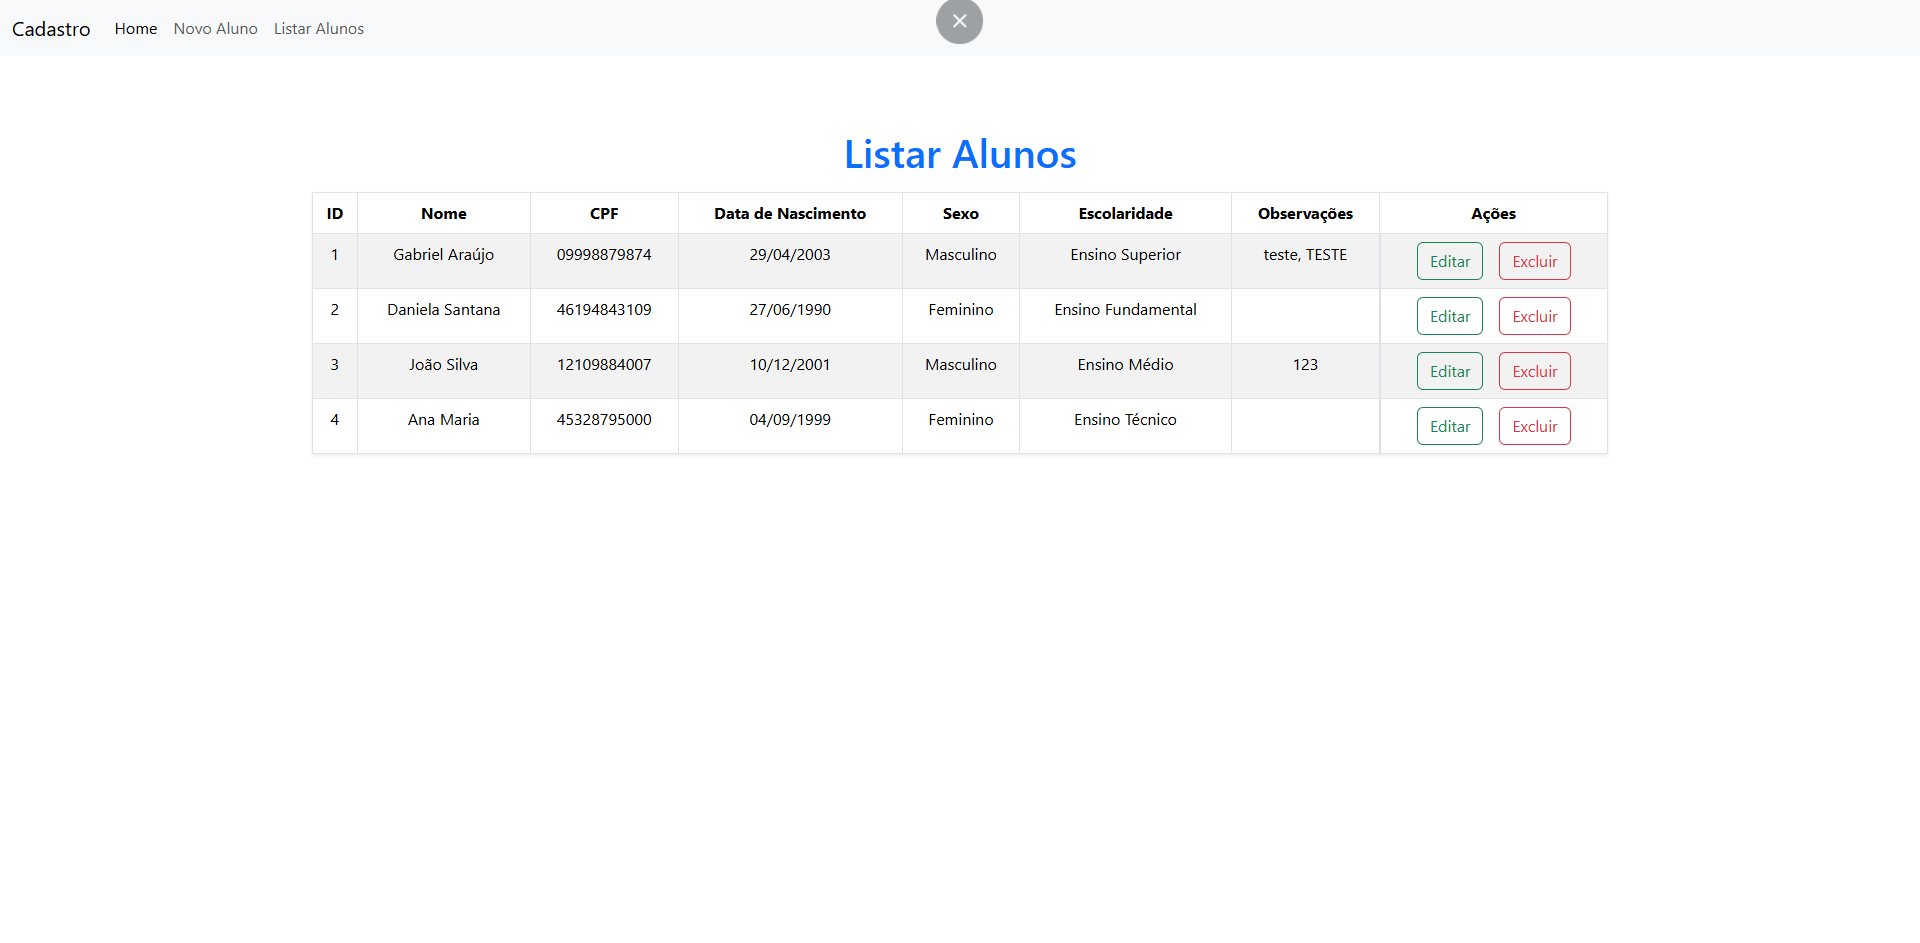 Cadastro Home Novo Aluno Listar Alunos
Listar Alunos
ID Nome CPF Data de Nascimento Sexo Escolaridade Observações Ações
1 Gabriel Araújo 09998879874 29/04/2003 Masculino Ensino Superior teste, TESTE Editar Excluir
2 Daniela Santana 46194843109 27/06/1990 Feminino Ensino Fundamental Editar Excluir
3 João Silva 12109884007 10/12/2001 Masculino Ensino Médio 123 Editar Excluir
4 Ana Maria 45328795000 04/09/1999 Feminino Ensino Técnico Editar Excluir